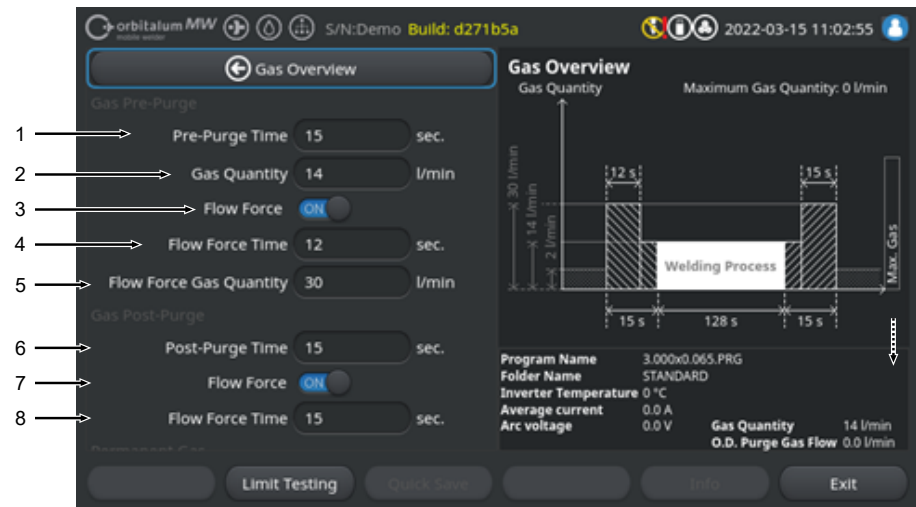 orbitalum MW S/N:Demo Build: d271b5a 2022-03-15 11:02:55
mobile welder
Gas Overview
Gas Pre-Purge
1 Pre-Purge Time 15 sec.
2 Gas Quantity 14 l/min
3 Flow Force ON
4 Flow Force Time 12 sec.
5 Flow Force Gas Quantity 30 l/min
Gas Post-Purge
6 Post-Purge Time 15 sec.
7 Flow Force ON
8 Flow Force Time 15 sec.
Permanent Gas
Gas Overview
Gas Quantity Maximum Gas Quantity: 0 l/min
12 s 15 s
30 l/min
14 l/min
2 l/min
Welding Process
Max. Gas
15 s 128 s 15 s
Program Name 3.000x0.065.PRG
Folder Name STANDARD
Inverter Temperature 0 °C
Average current 0.0 A
Arc voltage 0.0 V Gas Quantity 14 l/min
O.D. Purge Gas Flow 0.0 l/min
Limit Testing Quick Save Info Exit